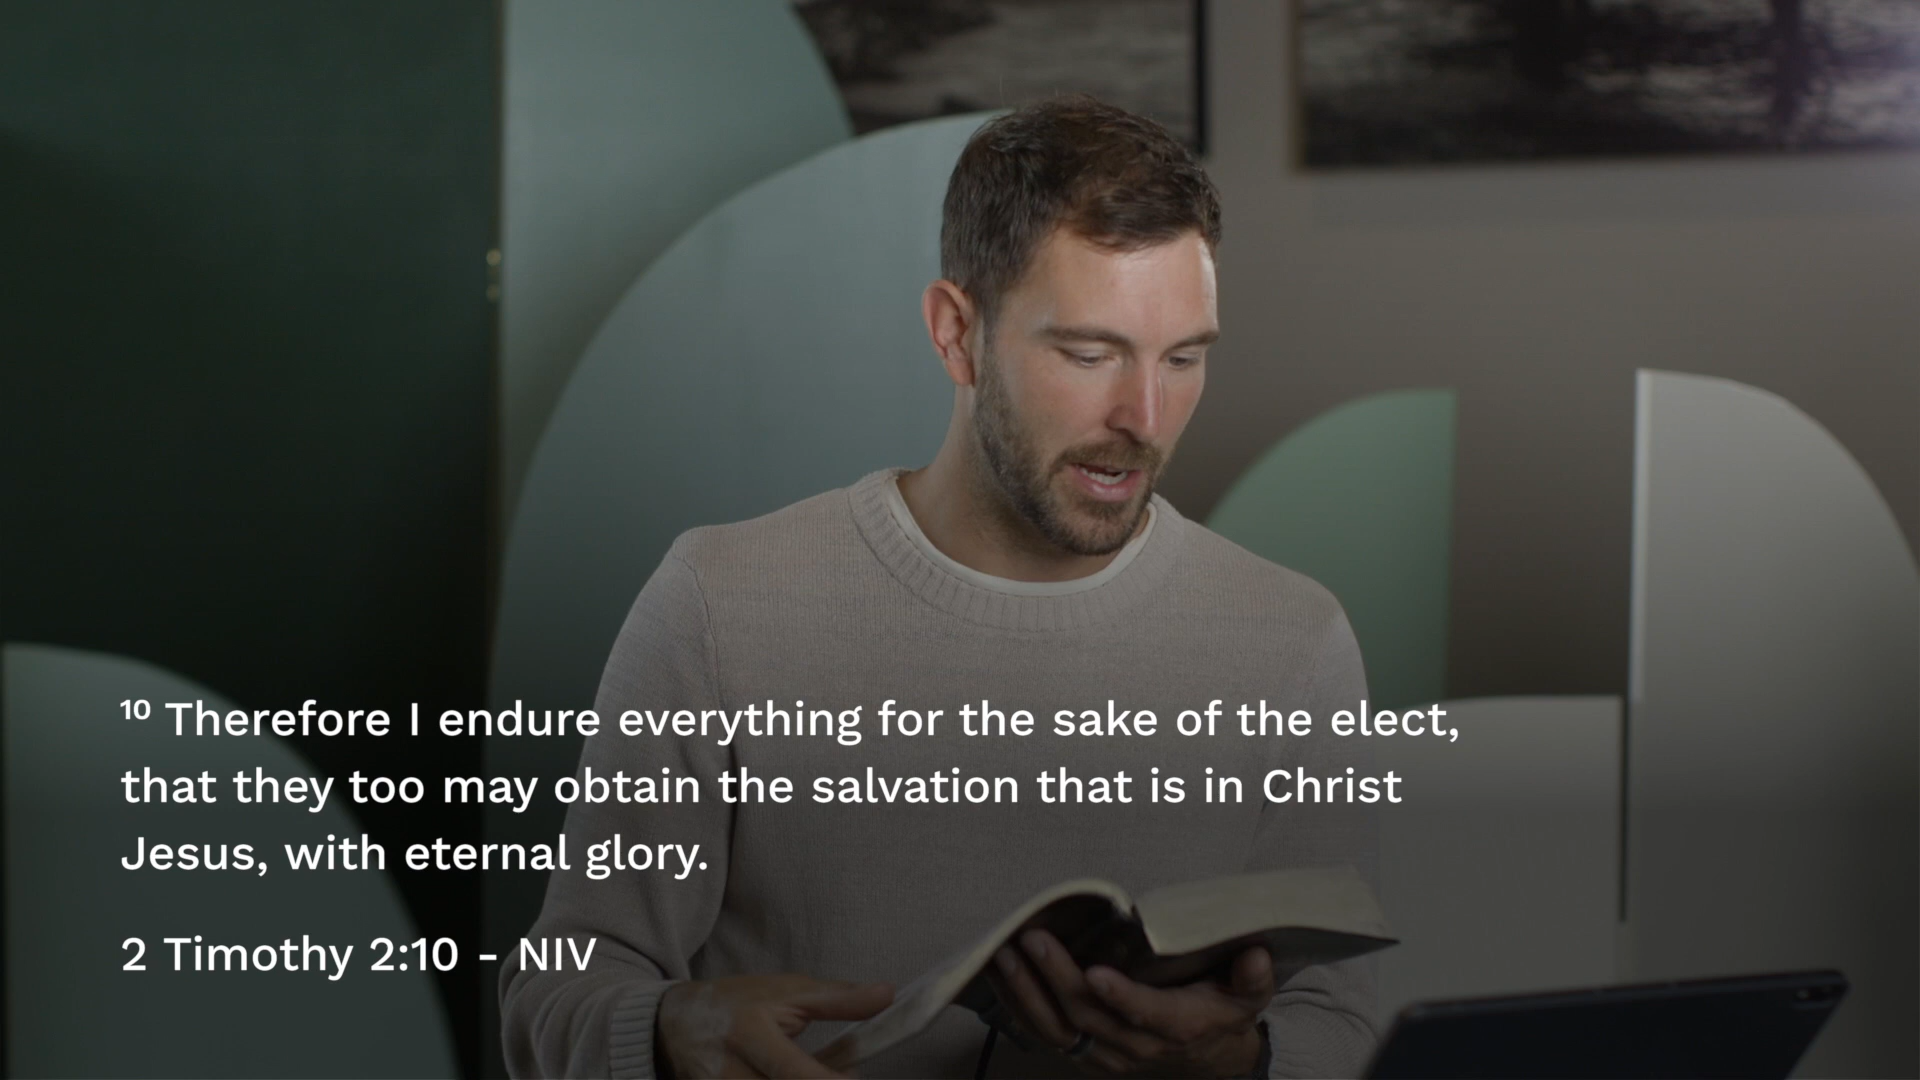 ¹⁰ Therefore I endure everything for the sake of the elect,
that they too may obtain the salvation that is in Christ
Jesus, with eternal glory.
2 Timothy 2:10 - NIV